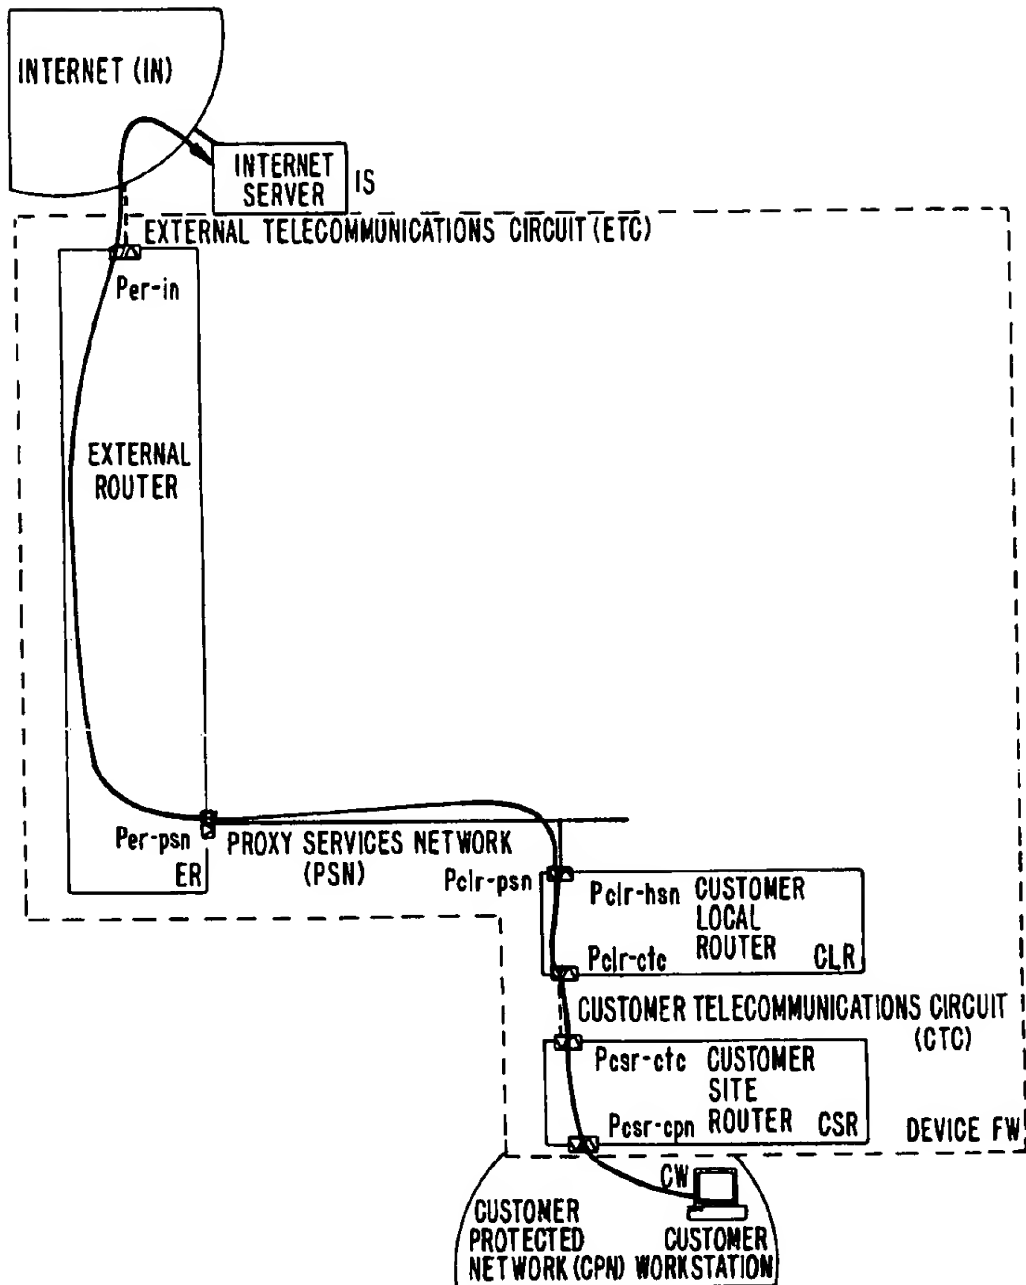 INTERNET (IN)
INTERNET
SERVER
IS
EXTERNAL TELECOMMUNICATIONS CIRCUIT (ETC)
Per-in
EXTERNAL
ROUTER
Per-psn
ER
PROXY SERVICES NETWORK
(PSN)
Pclr-psn
Pclr-hsn
CUSTOMER
LOCAL
ROUTER
Pclr-ctc
CLR
CUSTOMER TELECOMMUNICATIONS CIRCUIT
(CTC)
Pcsr-ctc
CUSTOMER
SITE
ROUTER
Pcsr-cpn
CSR
DEVICE FW
CW
CUSTOMER
PROTECTED
NETWORK (CPN)
CUSTOMER
WORKSTATION